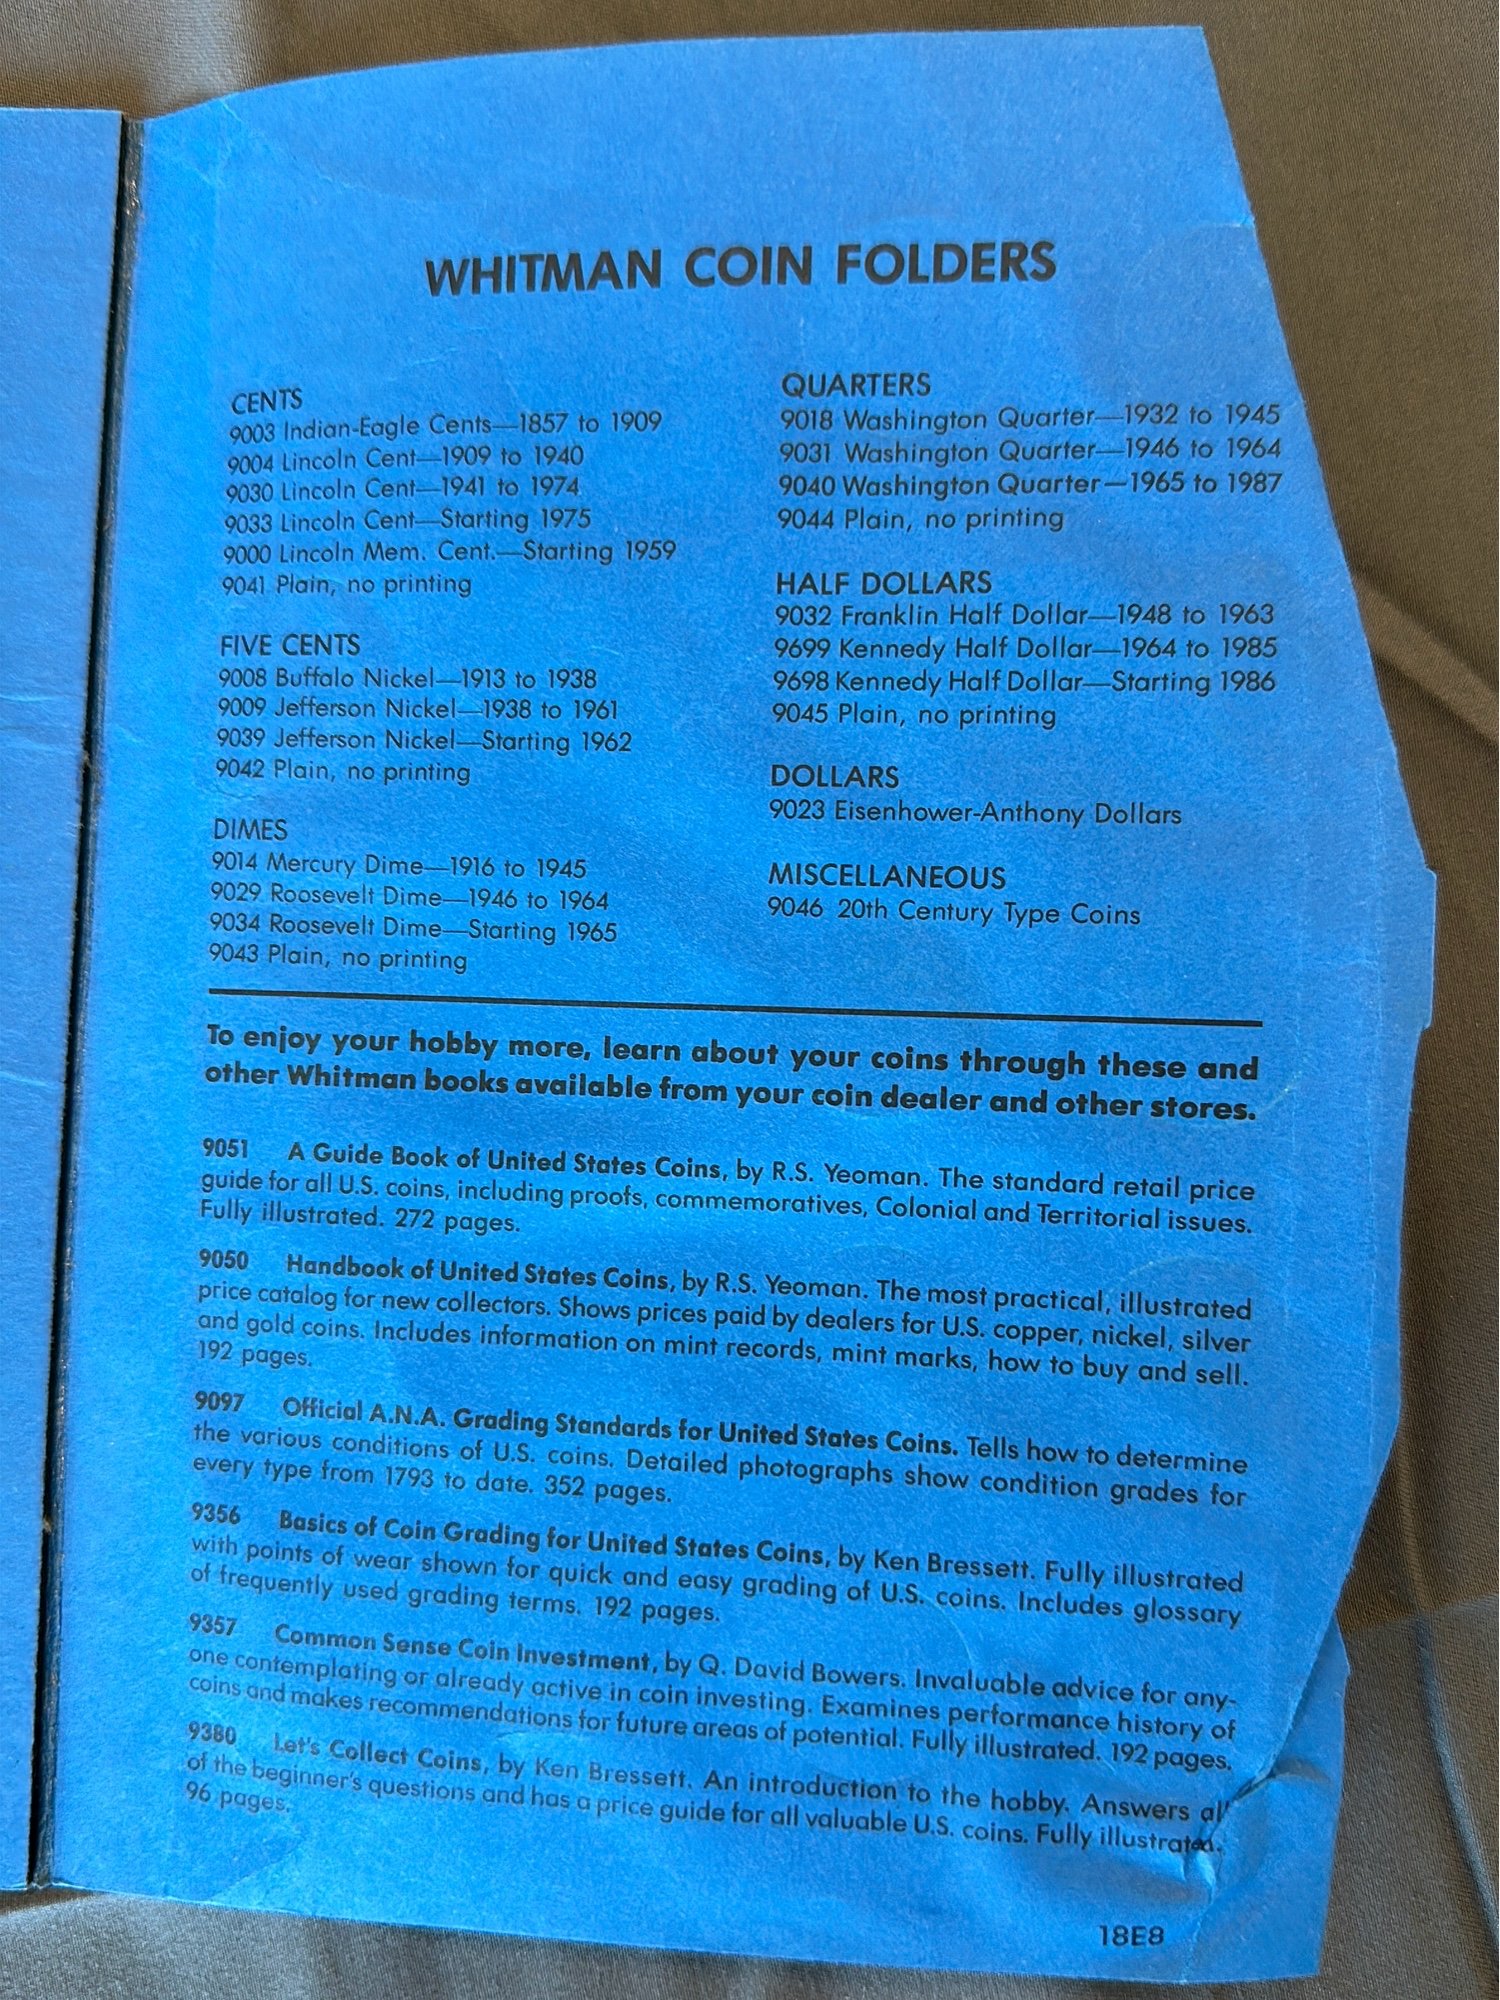 WHITMAN COIN FOLDERS
CENTS
9003 Indian-Eagle Cents—1857 to 1909
9004 Lincoln Cent—1909 to 1940
9030 Lincoln Cent—1941 to 1974
9033 Lincoln Cent—Starting 1975
9000 Lincoln Mem. Cent.—Starting 1959
9041 Plain, no printing
FIVE CENTS
9008 Buffalo Nickel—1913 to 1938
9009 Jefferson Nickel—1938 to 1961
9039 Jefferson Nickel—Starting 1962
9042 Plain, no printing
DIMES
9014 Mercury Dime—1916 to 1945
9029 Roosevelt Dime—1946 to 1964
9034 Roosevelt Dime—Starting 1965
9043 Plain, no printing
QUARTERS
9018 Washington Quarter—1932 to 1945
9031 Washington Quarter—1946 to 1964
9040 Washington Quarter—1965 to 1987
9044 Plain, no printing
HALF DOLLARS
9032 Franklin Half Dollar—1948 to 1963
9699 Kennedy Half Dollar—1964 to 1985
9698 Kennedy Half Dollar—Starting 1986
9045 Plain, no printing
DOLLARS
9023 Eisenhower-Anthony Dollars
MISCELLANEOUS
9046 20th Century Type Coins
To enjoy your hobby more, learn about your coins through these and
other Whitman books available from your coin dealer and other stores.
9051 A Guide Book of United States Coins, by R.S. Yeoman. The standard retail price
guide for all U.S. coins, including proofs, commemoratives, Colonial and Territorial issues.
Fully illustrated. 272 pages.
9050 Handbook of United States Coins, by R.S. Yeoman. The most practical, illustrated
price catalog for new collectors. Shows prices paid by dealers for U.S. copper, nickel, silver
and gold coins. Includes information on mint records, mint marks, how to buy and sell.
192 pages.
9097 Official A.N.A. Grading Standards for United States Coins. Tells how to determine
the various conditions of U.S. coins. Detailed photographs show condition grades for
every type from 1793 to date. 352 pages.
9356 Basics of Coin Grading for United States Coins, by Ken Bressett. Fully illustrated
with points of wear shown for quick and easy grading of U.S. coins. Includes glossary
of frequently used grading terms. 192 pages.
9357 Common Sense Coin Investment, by Q. David Bowers. Invaluable advice for any-
one contemplating or already active in coin investing. Examines performance history of
coins and makes recommendations for future areas of potential. Fully illustrated. 192 pages.
9380 Let's Collect Coins, by Ken Bressett. An introduction to the hobby. Answers all
of the beginner's questions and has a price guide for all valuable U.S. coins. Fully illustrated.
96 pages.
18E8